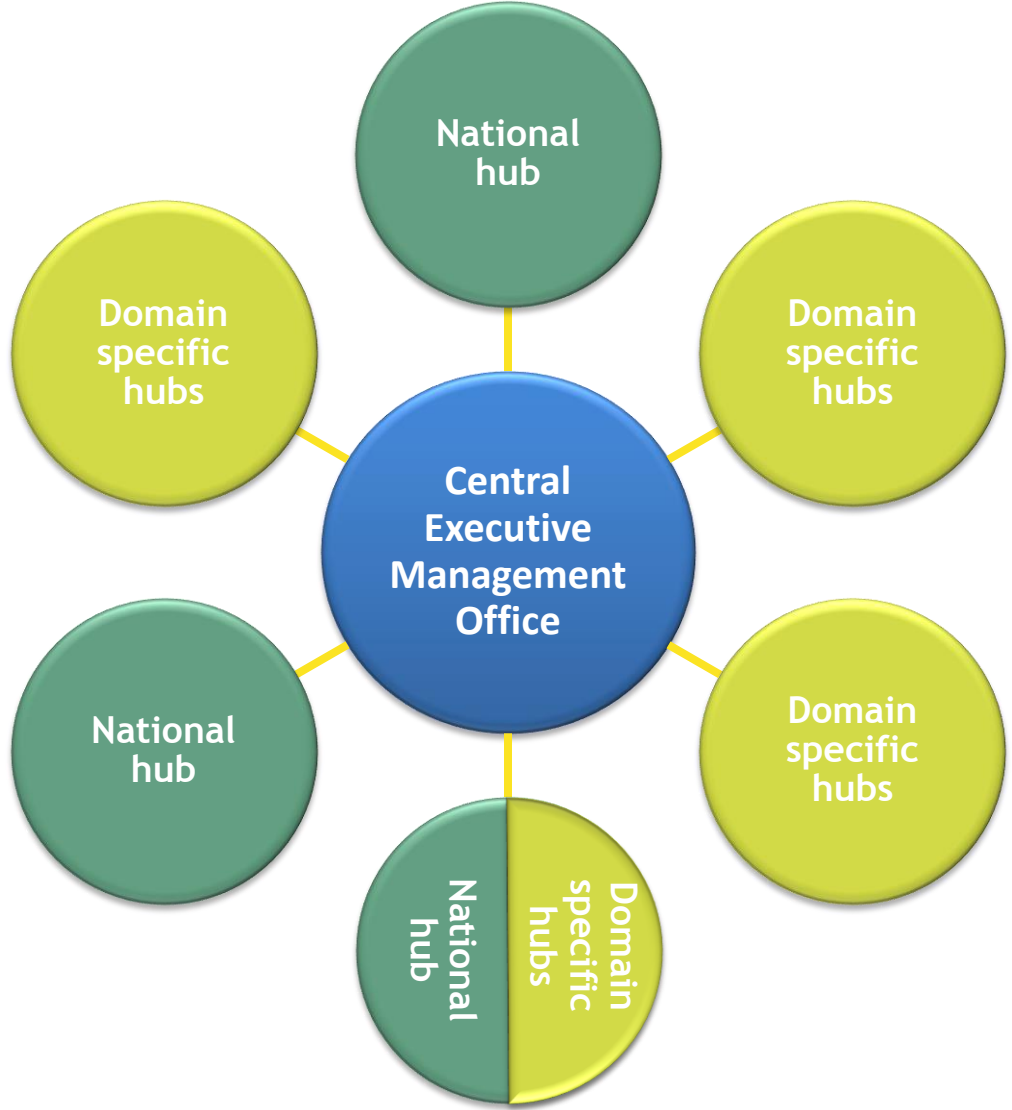 National
hub
Domain
specific
hubs
Domain
specific
hubs
Central
Executive
Management
Office
National
hub
Domain
specific
hubs
National
hub
Domain
specific
hubs